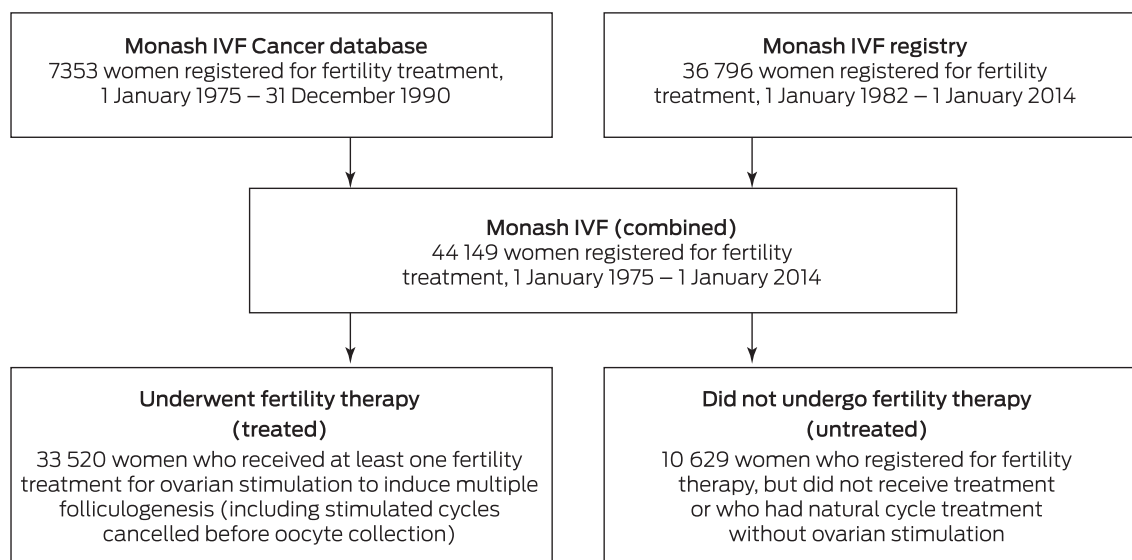 Monash IVF Cancer database
7353 women registered for fertility treatment,
1 January 1975 – 31 December 1990
Monash IVF registry
36 796 women registered for fertility
treatment, 1 January 1982 – 1 January 2014
Monash IVF (combined)
44 149 women registered for fertility
treatment, 1 January 1975 – 1 January 2014
Underwent fertility therapy
(treated)
33 520 women who received at least one fertility
treatment for ovarian stimulation to induce multiple
folliculogenesis (including stimulated cycles
cancelled before oocyte collection)
Did not undergo fertility therapy
(untreated)
10 629 women who registered for fertility
therapy, but did not receive treatment
or who had natural cycle treatment
without ovarian stimulation